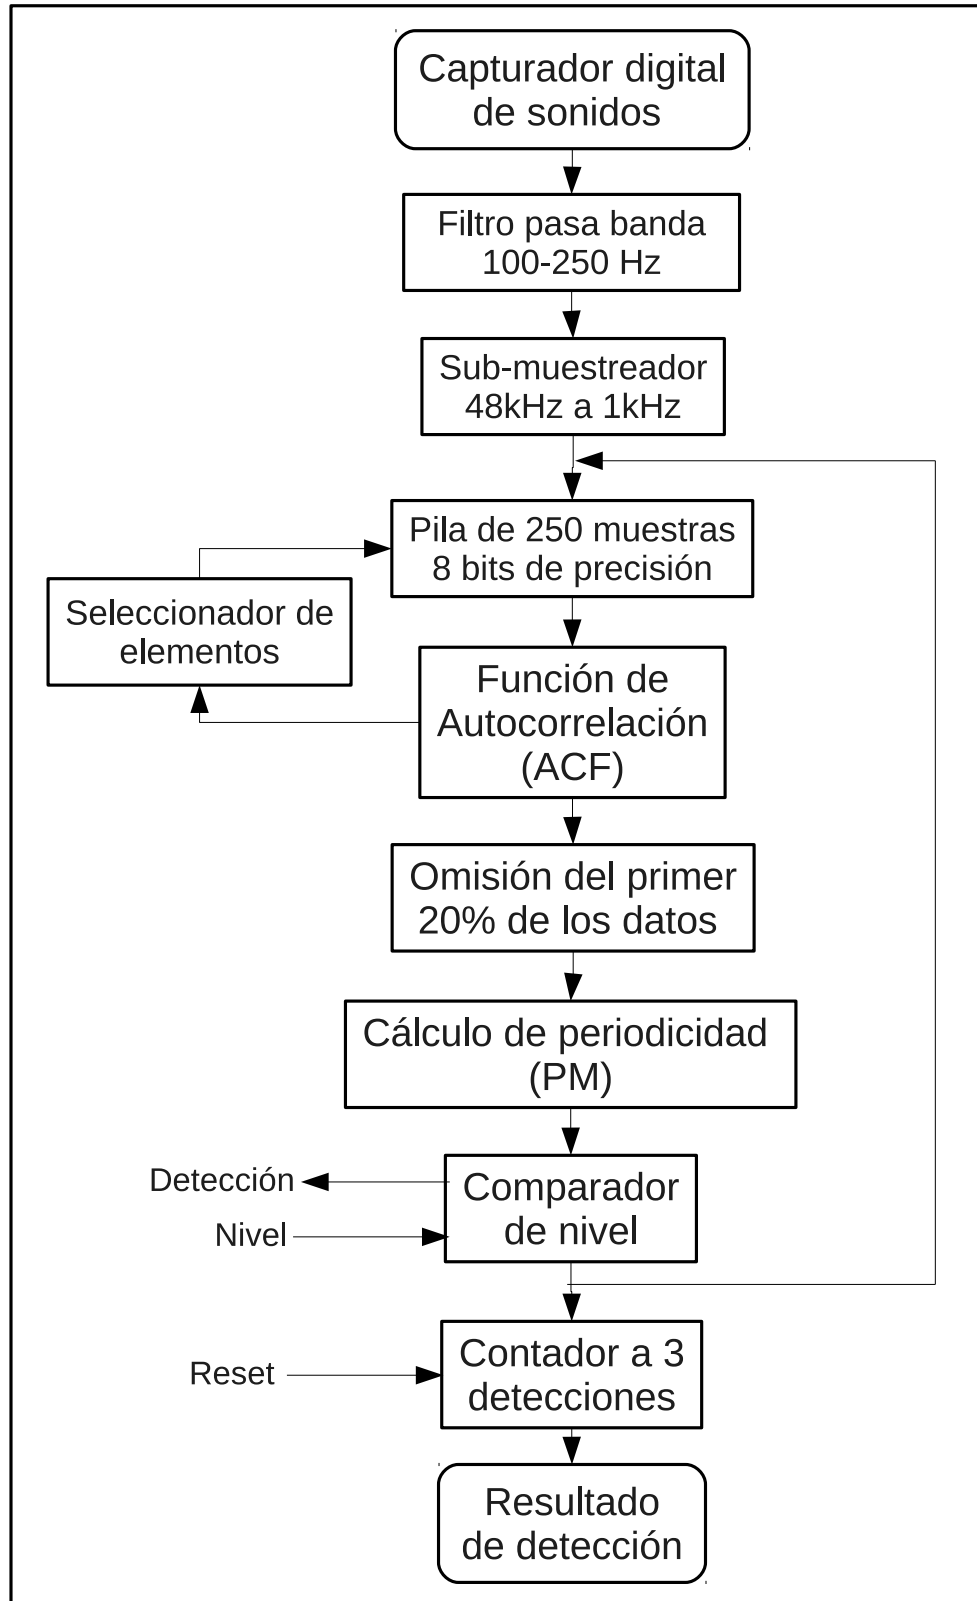 Capturador digital
de sonidos
Filtro pasa banda
100-250 Hz
Sub-muestreador
48kHz a 1kHz
Pila de 250 muestras
8 bits de precisión
Seleccionador de
elementos
Función de
Autocorrelación
(ACF)
Omisión del primer
20% de los datos
Cálculo de periodicidad
(PM)
Detección
Nivel
Comparador
de nivel
Reset
Contador a 3
detecciones
Resultado
de detección